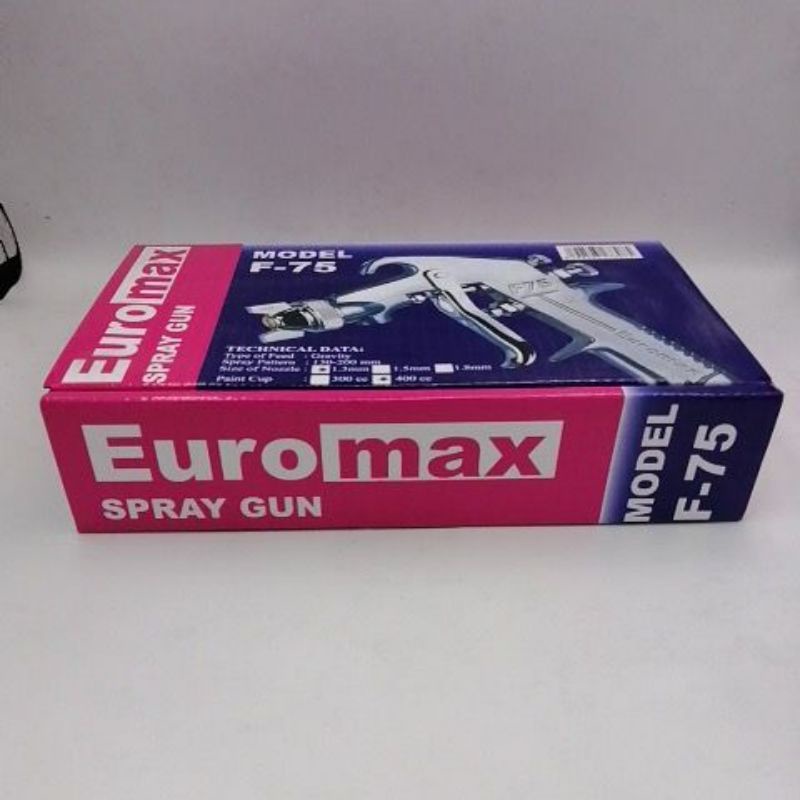 Euromax
SPRAY GUN
MODEL
F-75
F75
TECHNICAL DATA:
Type of Feed : Gravity
Spray Pattern : 150-200 mm
Size of Nozzle : 1.3mm 1.5mm 1.8mm
Paint Cup : 300 cc 400 cc
Euromax
SPRAY GUN
MODEL
F-75